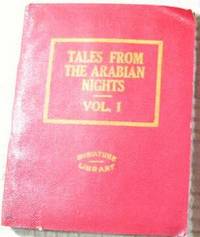 TALES FROM
THE ARABIAN
NIGHTS
VOL. I
MINIATURE
LIBRARY